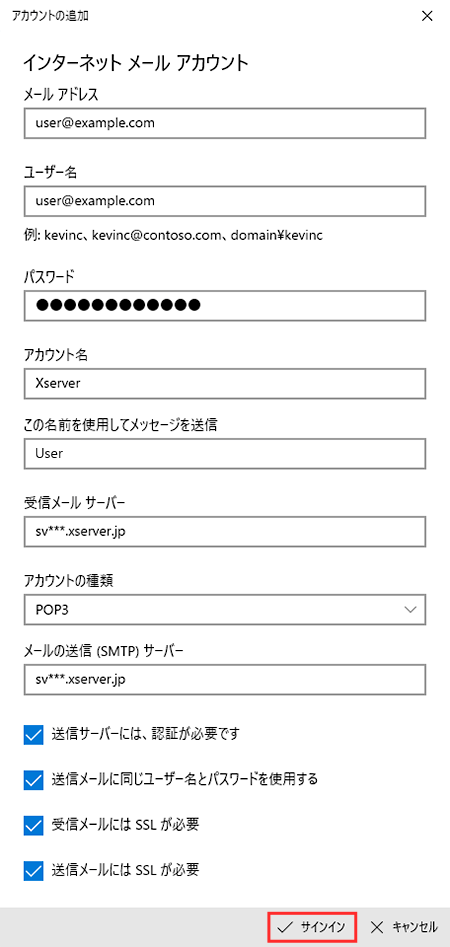 アカウントの追加
インターネット メール アカウント
メール アドレス
user@example.com
ユーザー名
user@example.com
例: kevinc、kevinc@contoso.com、domain¥kevinc
パスワード
●●●●●●●●●●●●
アカウント名
Xserver
この名前を使用してメッセージを送信
User
受信メール サーバー
sv***.xserver.jp
アカウントの種類
POP3
メールの送信 (SMTP) サーバー
sv***.xserver.jp
送信サーバーには、認証が必要です
送信メールに同じユーザー名とパスワードを使用する
受信メールには SSL が必要
送信メールには SSL が必要
サインイン キャンセル